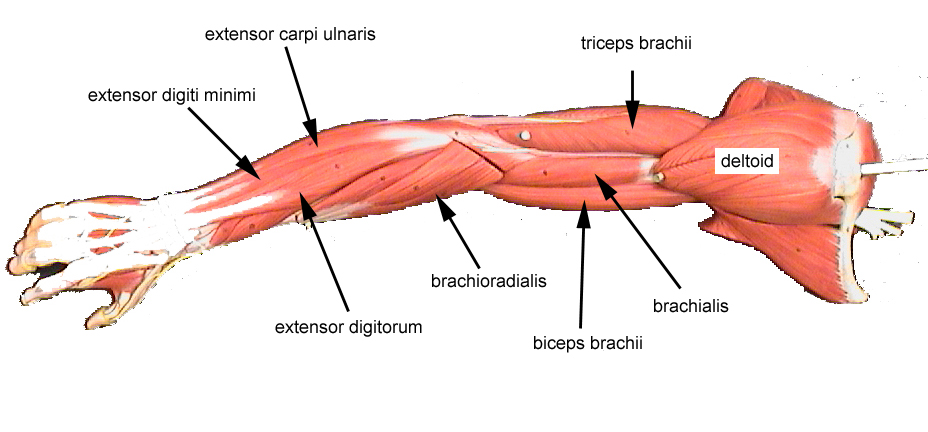 extensor carpi ulnaris
triceps brachii
extensor digiti minimi
deltoid
brachioradialis
brachialis
extensor digitorum
biceps brachii